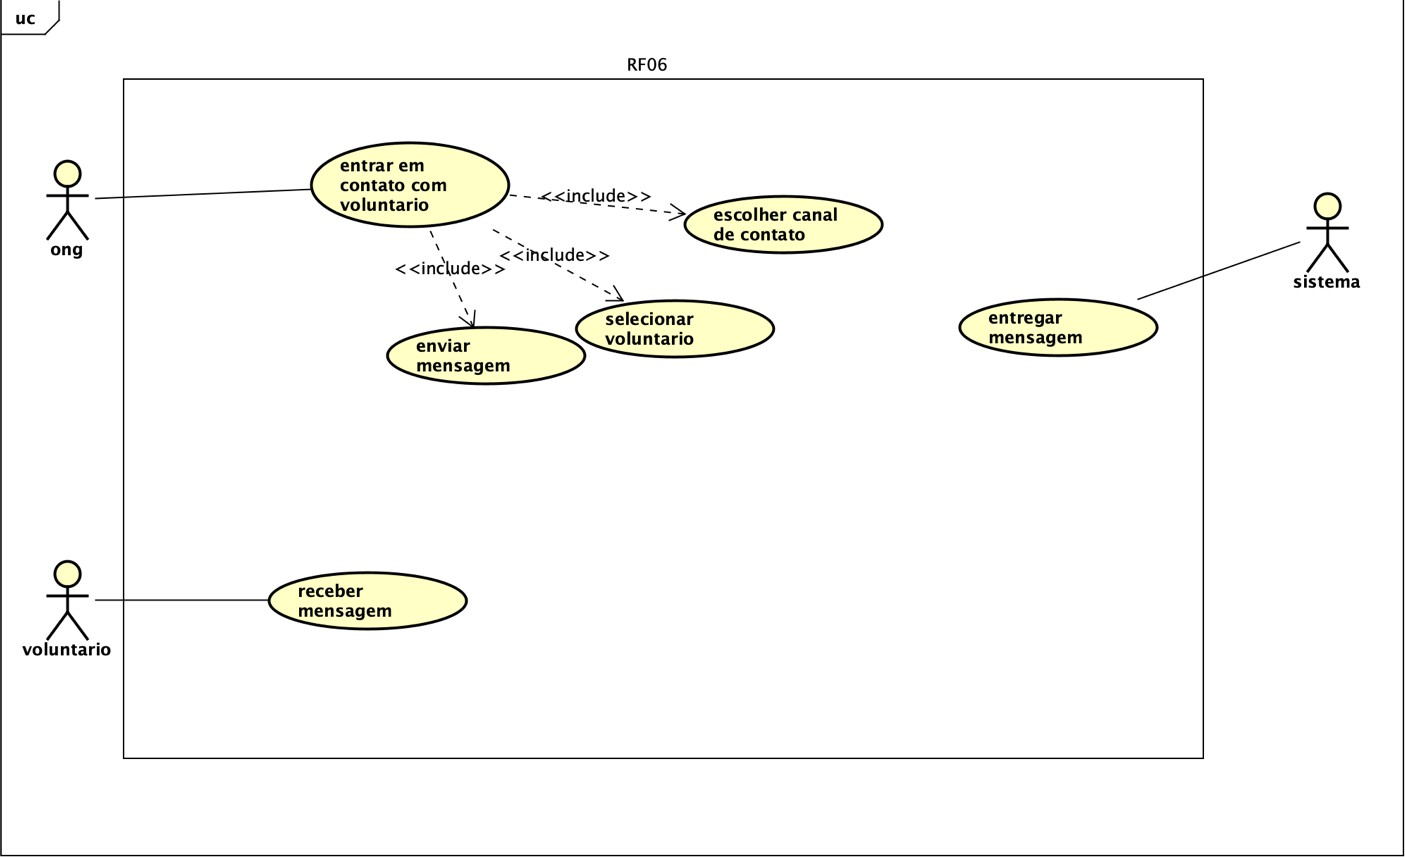 uc
RF06
entrar em
contato com
voluntario
<<include>>
escolher canal
de contato
<<include>>
<<include>>
ong
sistema
selecionar
voluntario
entregar
mensagem
enviar
mensagem
receber
mensagem
voluntario